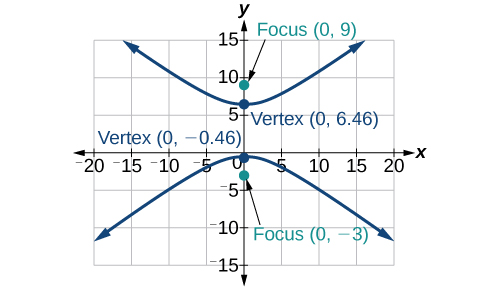 y
Focus (0, 9)
15
10
5
Vertex (0, 6.46)
Vertex (0, −0.46)
x
−20 −15 −10 −5 0 5 10 15 20
−5
−10
Focus (0, −3)
−15